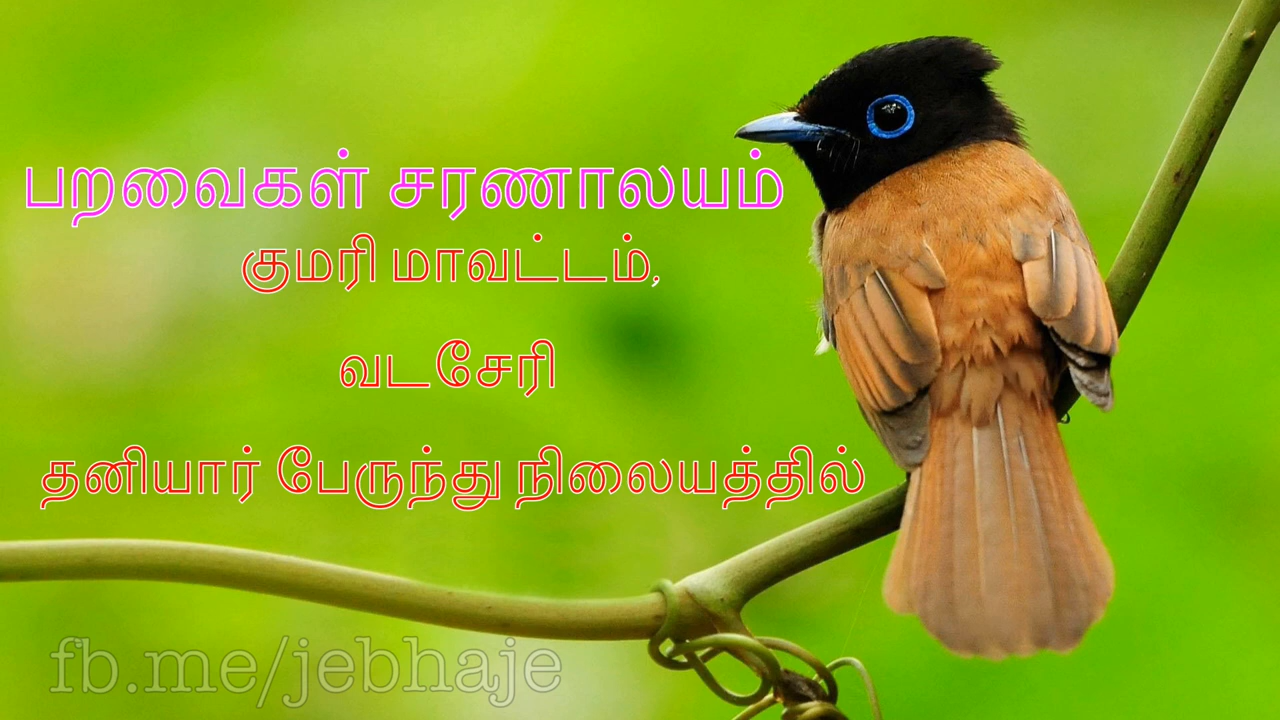 பறவைகள் சரணாலயம்
குமரி மாவட்டம்,
வடசேரி
தனியார் பேருந்து நிலையத்தில்
fb.me/jebhaje